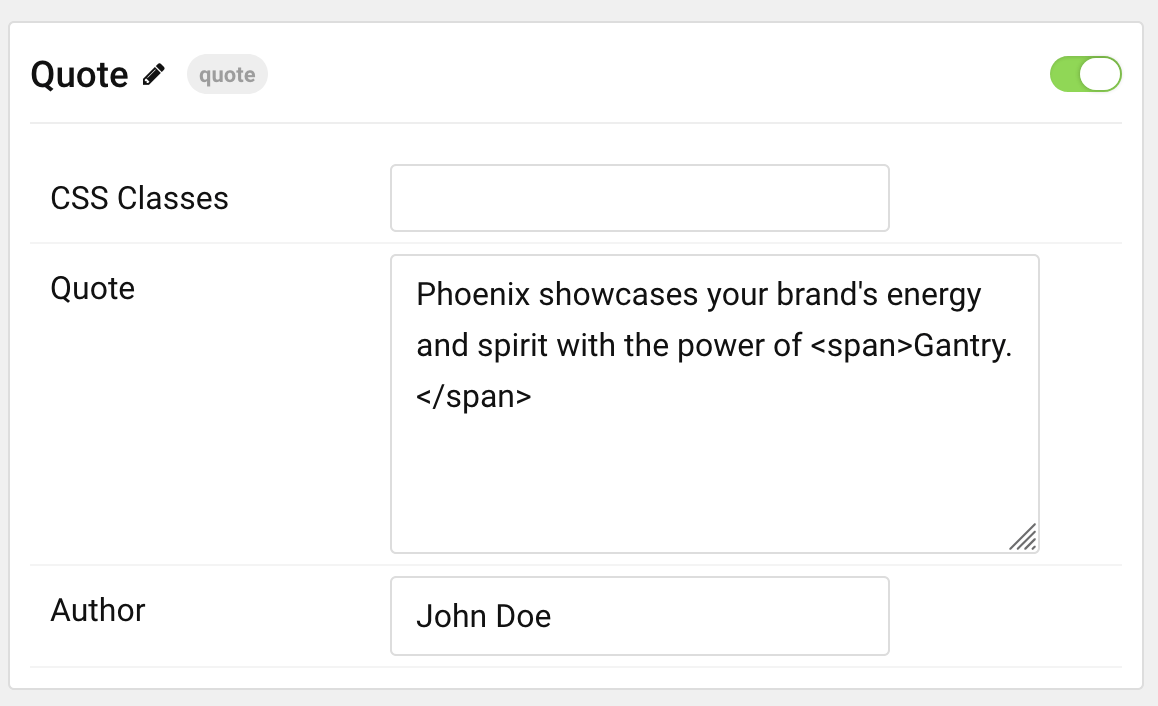 Quote quote
CSS Classes
Quote
Phoenix showcases your brand's energy
and spirit with the power of <span>Gantry.
</span>
Author
John Doe